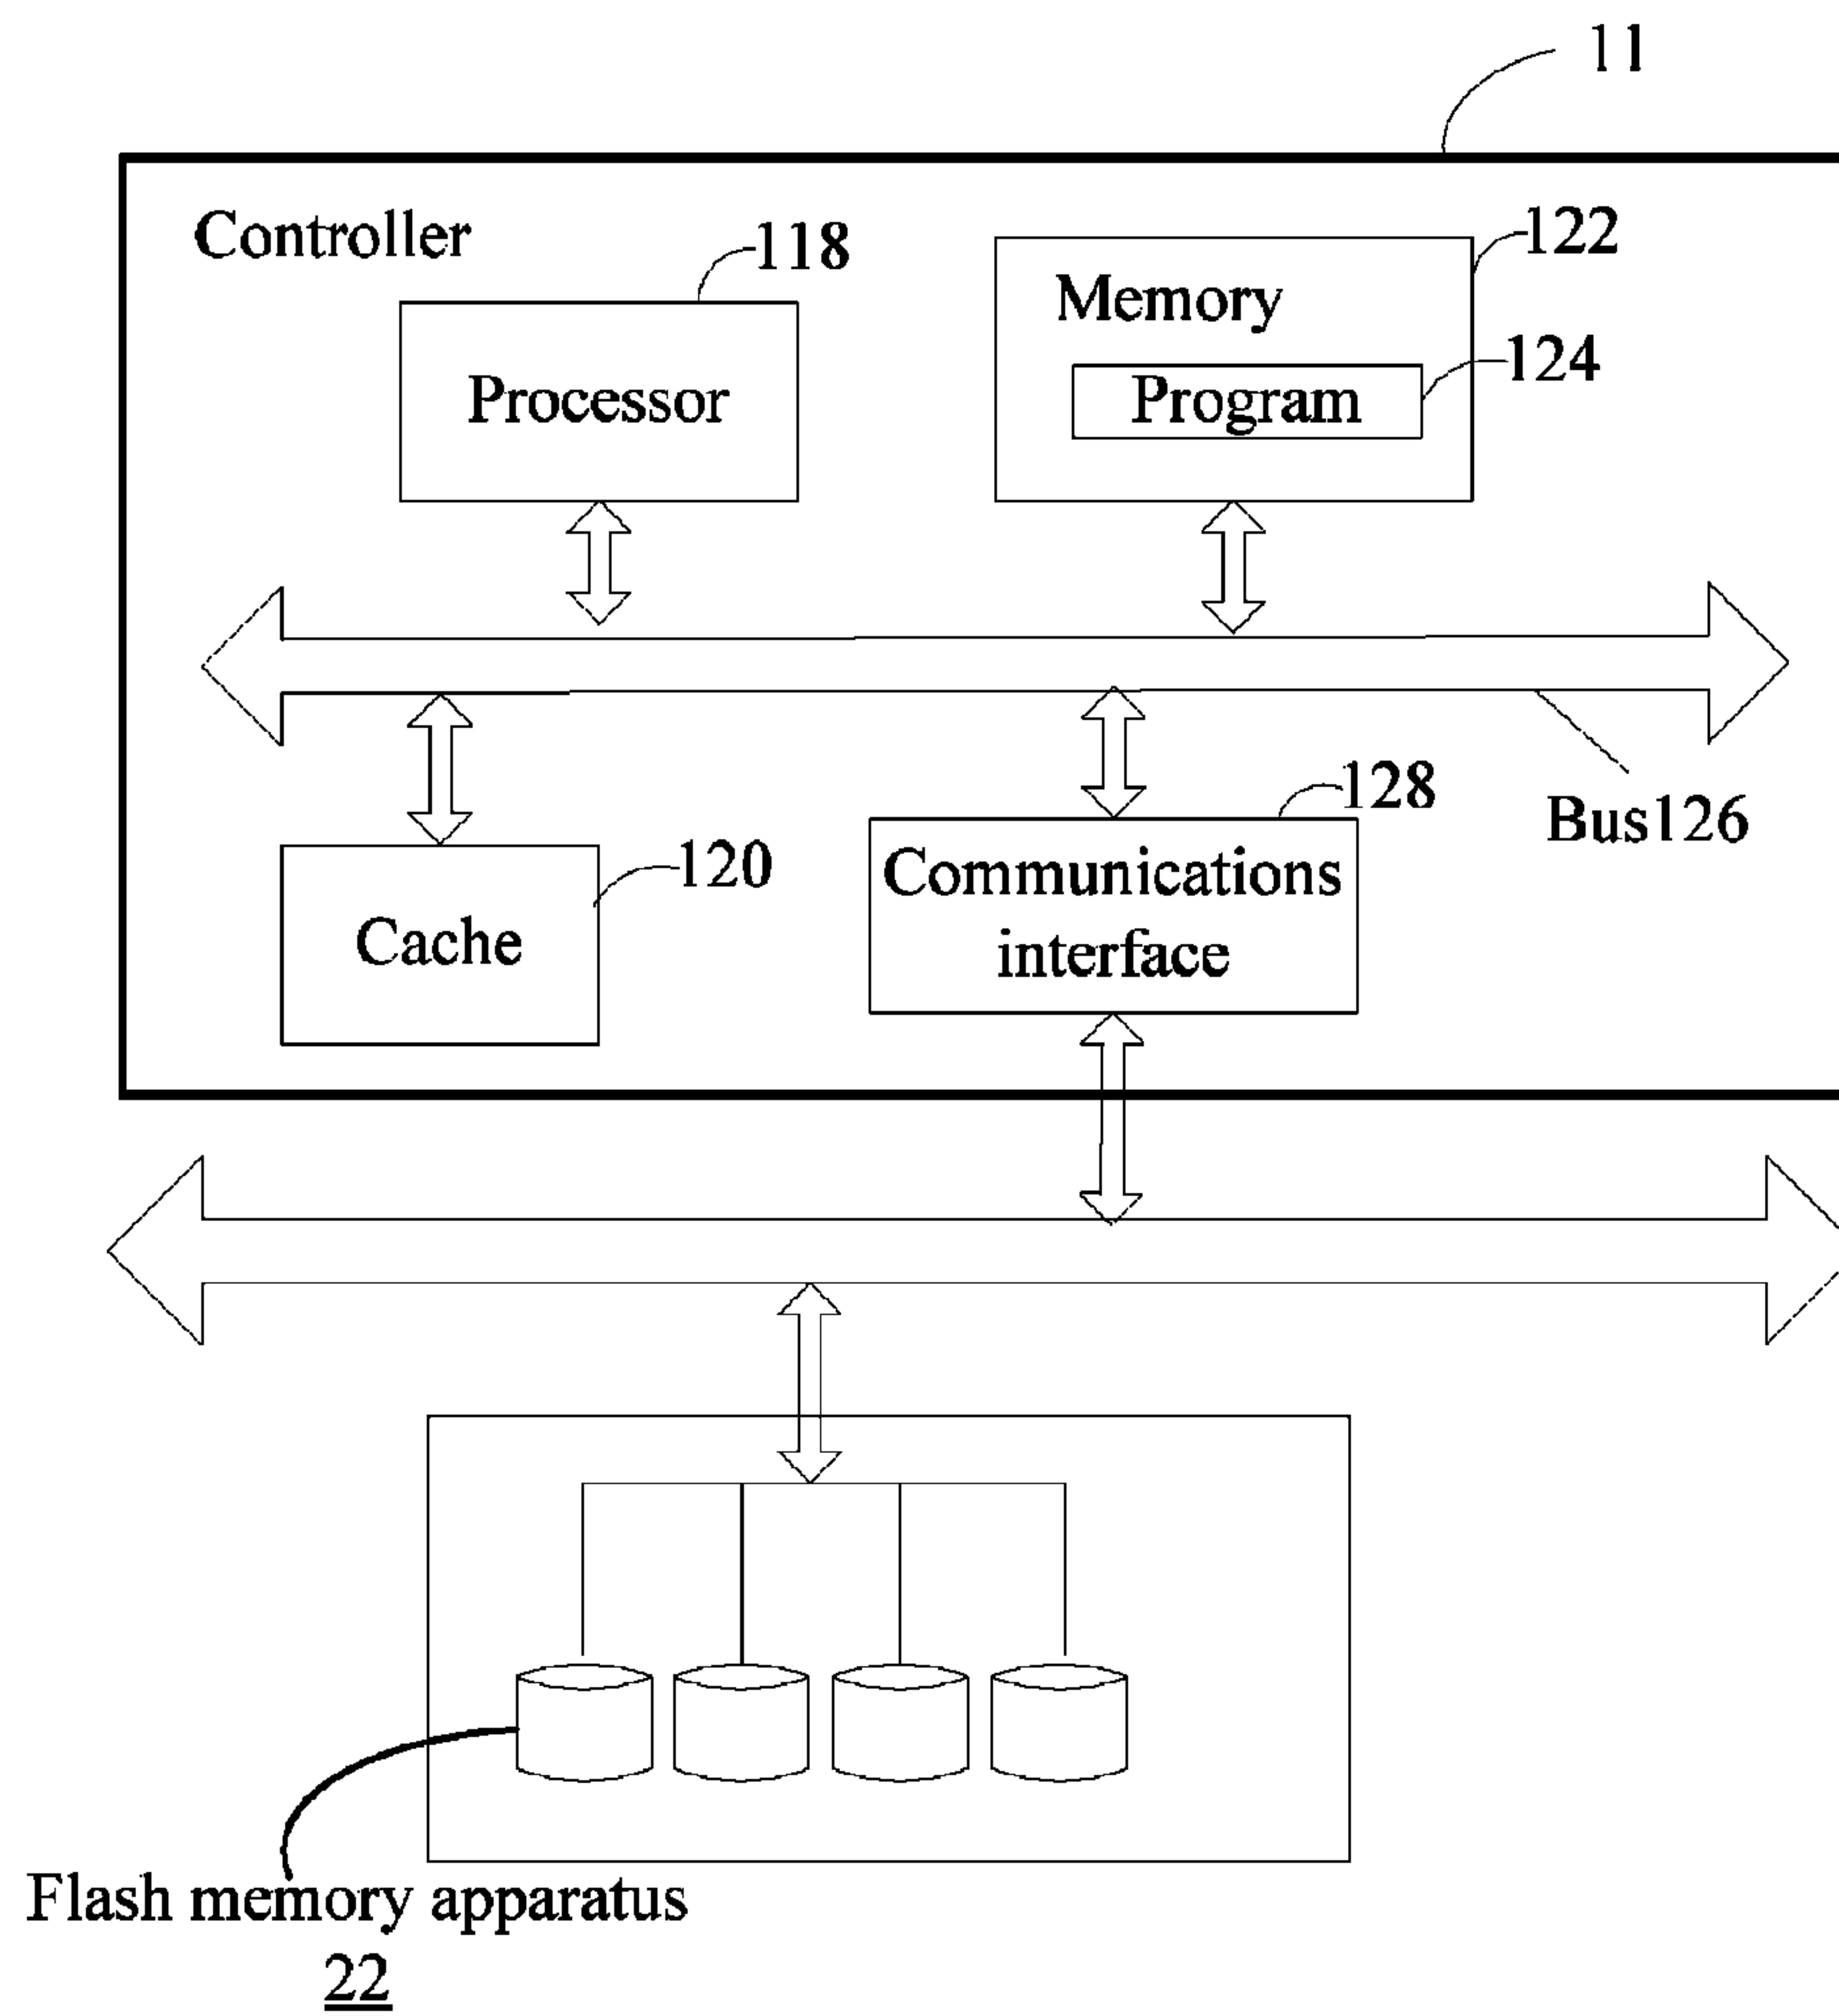 11
Controller
118
122
Memory
124
Processor
Program
128
Bus126
120
Communications
interface
Cache
Flash memory apparatus
22